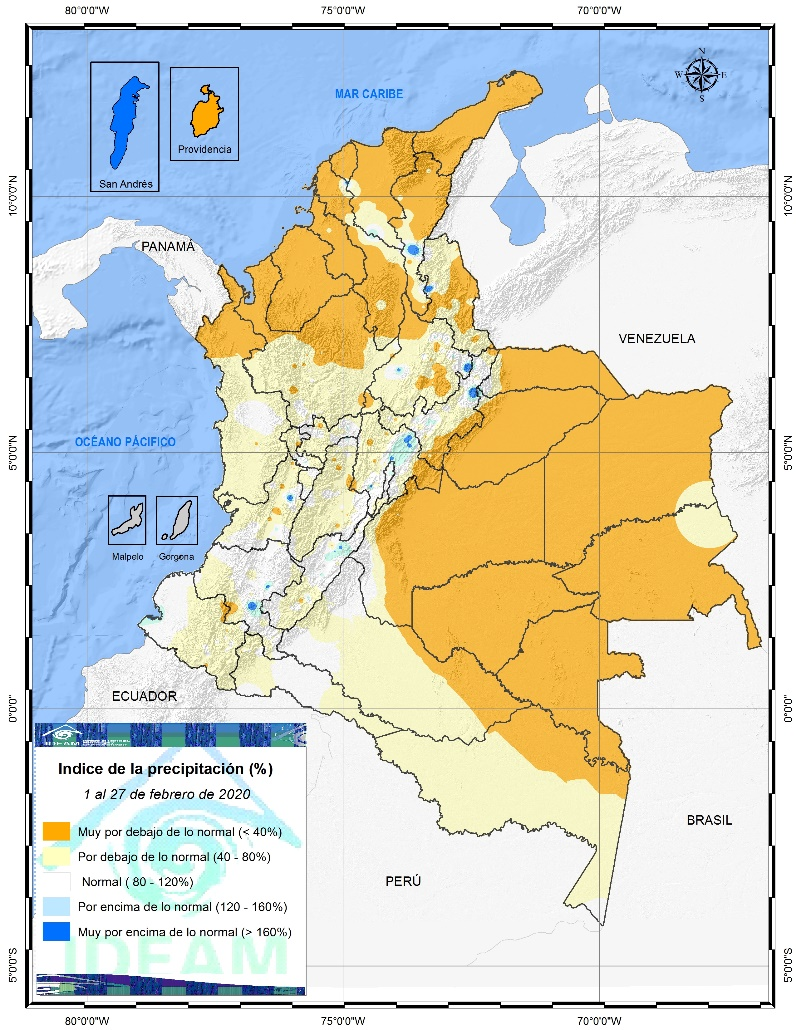 80°0'0"W 75°0'0"W 70°0'0"W
N
W E
S
MAR CARIBE
Providencia
San Andrés
10°0'0"N 10°0'0"N
PANAMÁ
VENEZUELA
OCÉANO PÁCIFICO
5°0'0"N 5°0'0"N
Malpelo Gorgona
ECUADOR
0°0'0" 0°0'0"
IDEAM
Indice de la precipitación (%)
1 al 27 de febrero de 2020
Muy por debajo de lo normal (< 40%)
Por debajo de lo normal (40 - 80%)
Normal ( 80 - 120%)
Por encima de lo normal (120 - 160%)
Muy por encima de lo normal (> 160%)
IDEAM
BRASIL
PERÚ
5°0'0"S 5°0'0"S
80°0'0"W 75°0'0"W 70°0'0"W